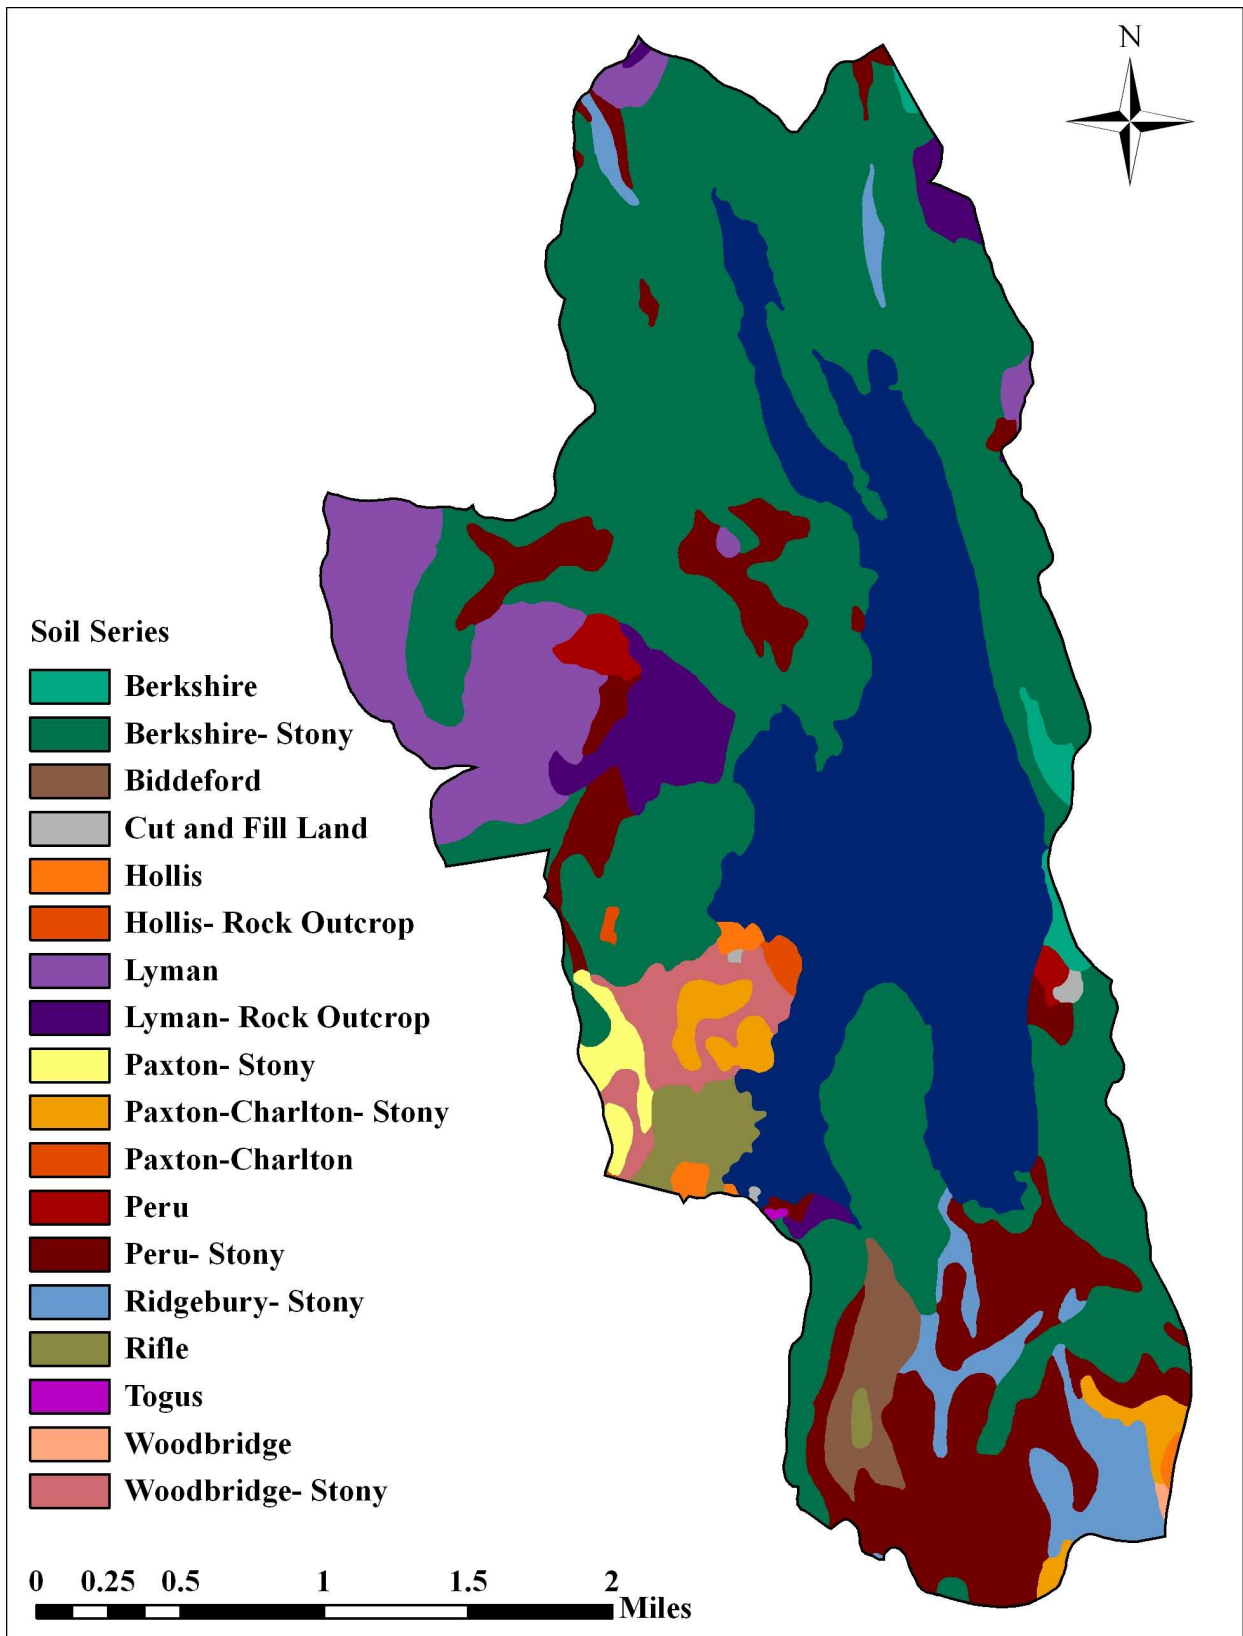 N
Soil Series
Berkshire
Berkshire- Stony
Biddeford
Cut and Fill Land
Hollis
Hollis- Rock Outcrop
Lyman
Lyman- Rock Outcrop
Paxton- Stony
Paxton-Charlton- Stony
Paxton-Charlton
Peru
Peru- Stony
Ridgebury- Stony
Rifle
Togus
Woodbridge
Woodbridge- Stony
0 0.25 0.5 1 1.5 2
Miles